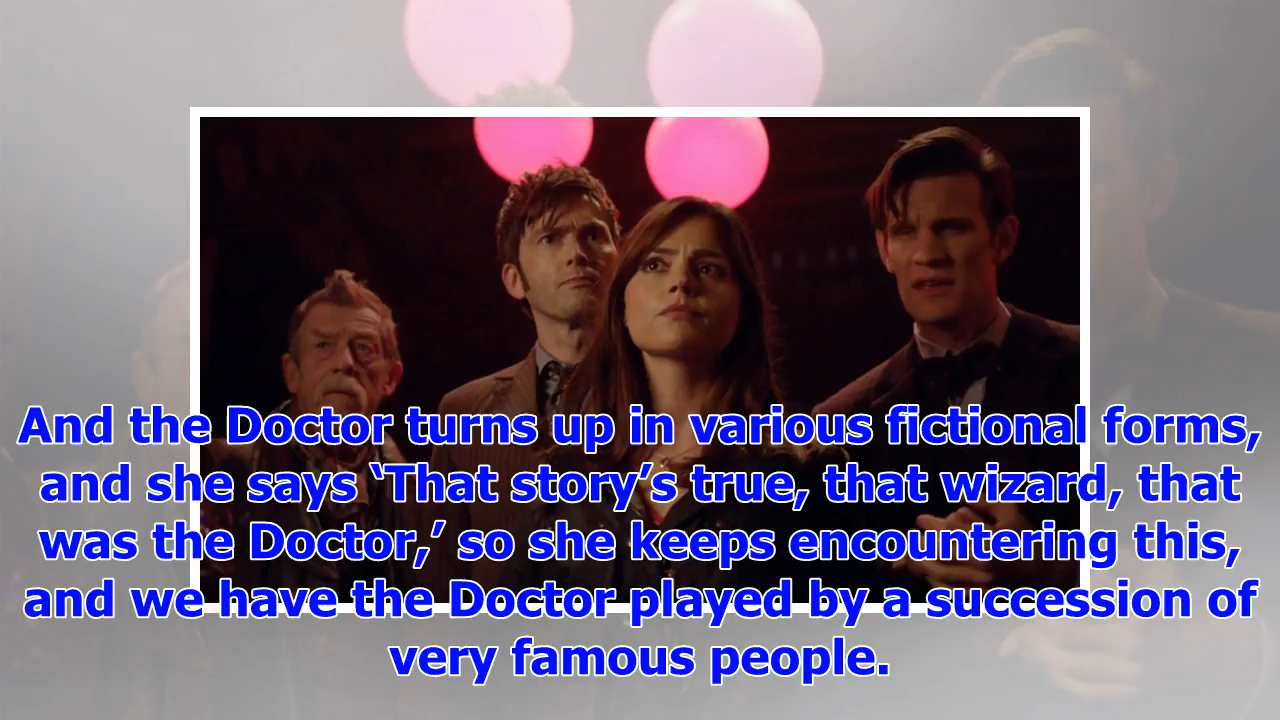 And the Doctor turns up in various fictional forms,
and she says ‘That story’s true, that wizard, that
was the Doctor,’ so she keeps encountering this,
and we have the Doctor played by a succession of
very famous people.